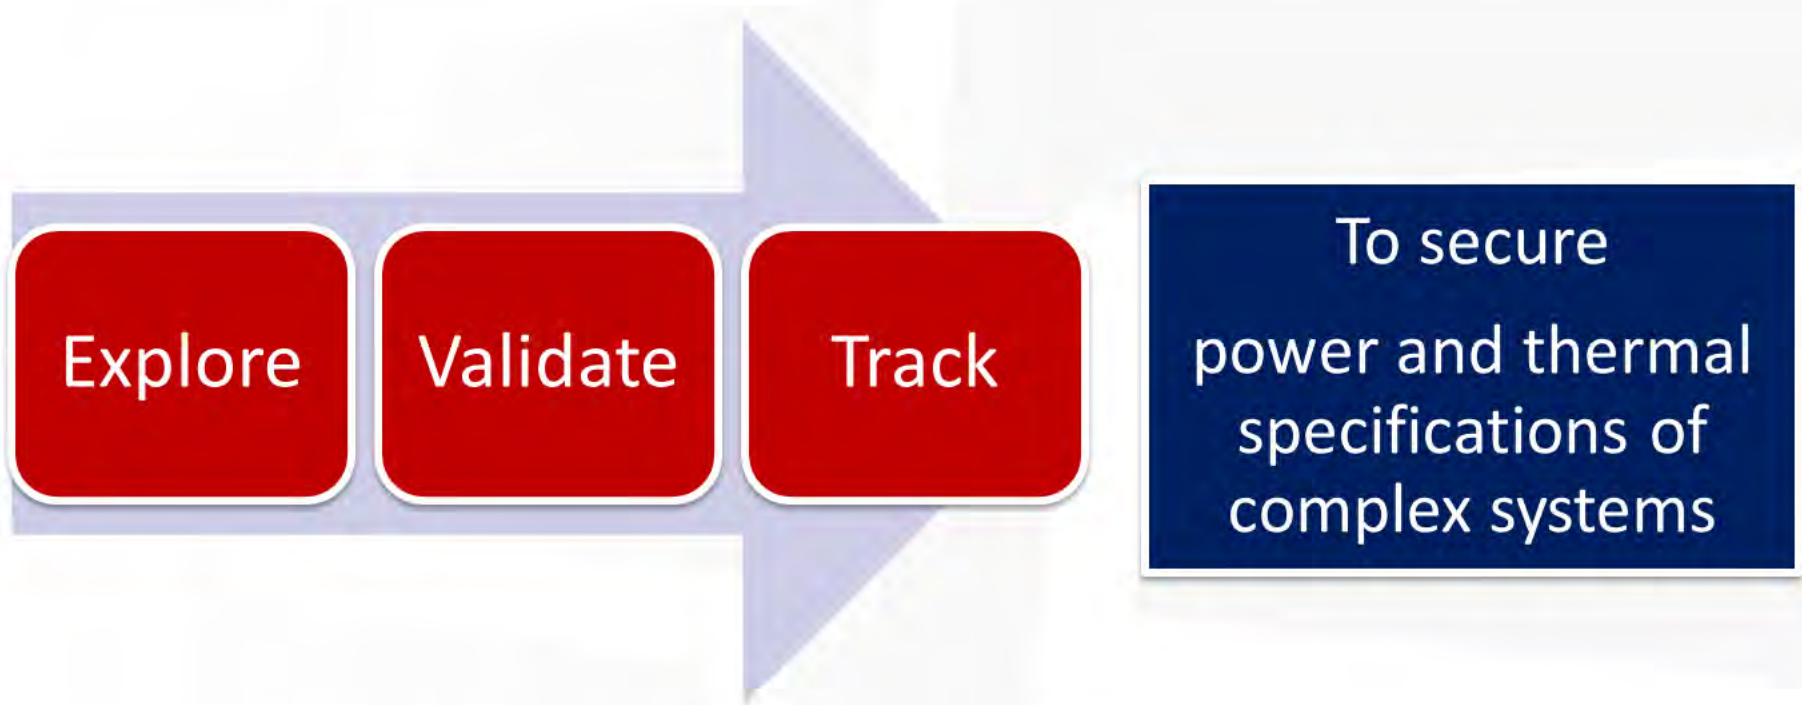 Explore
Validate
Track
To secure
power and thermal
specifications of
complex systems